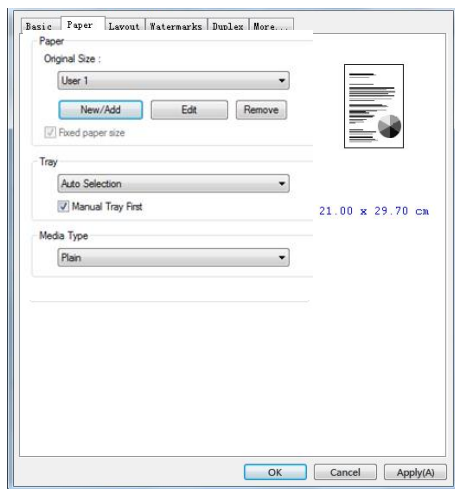 Basic Paper Layout Watermarks Duplex More...
Paper
Original Size :
User 1
New/Add Edit Remove
Fixed paper size
Tray
Auto Selection
Manual Tray First
21.00 x 29.70 cm
Media Type
Plain
OK Cancel Apply(A)